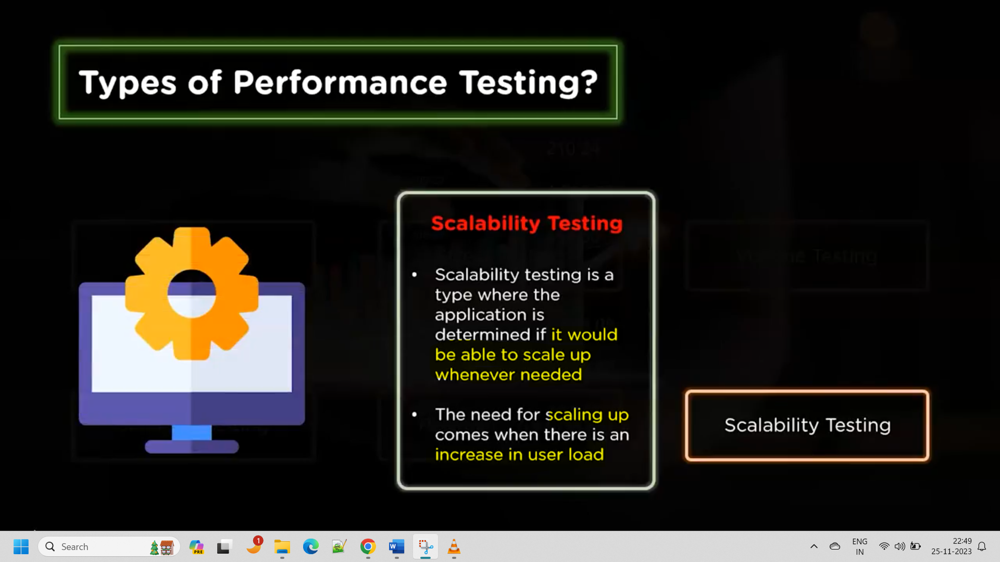 Types of Performance Testing?
Scalability Testing
• Scalability testing is a
type where the
application is
determined if it would
be able to scale up
whenever needed
• The need for scaling up
comes when there is an
increase in user load
Testing
Scalability Testing
Search
PRE
1
W
ENG
IN
22:49
25-11-2023